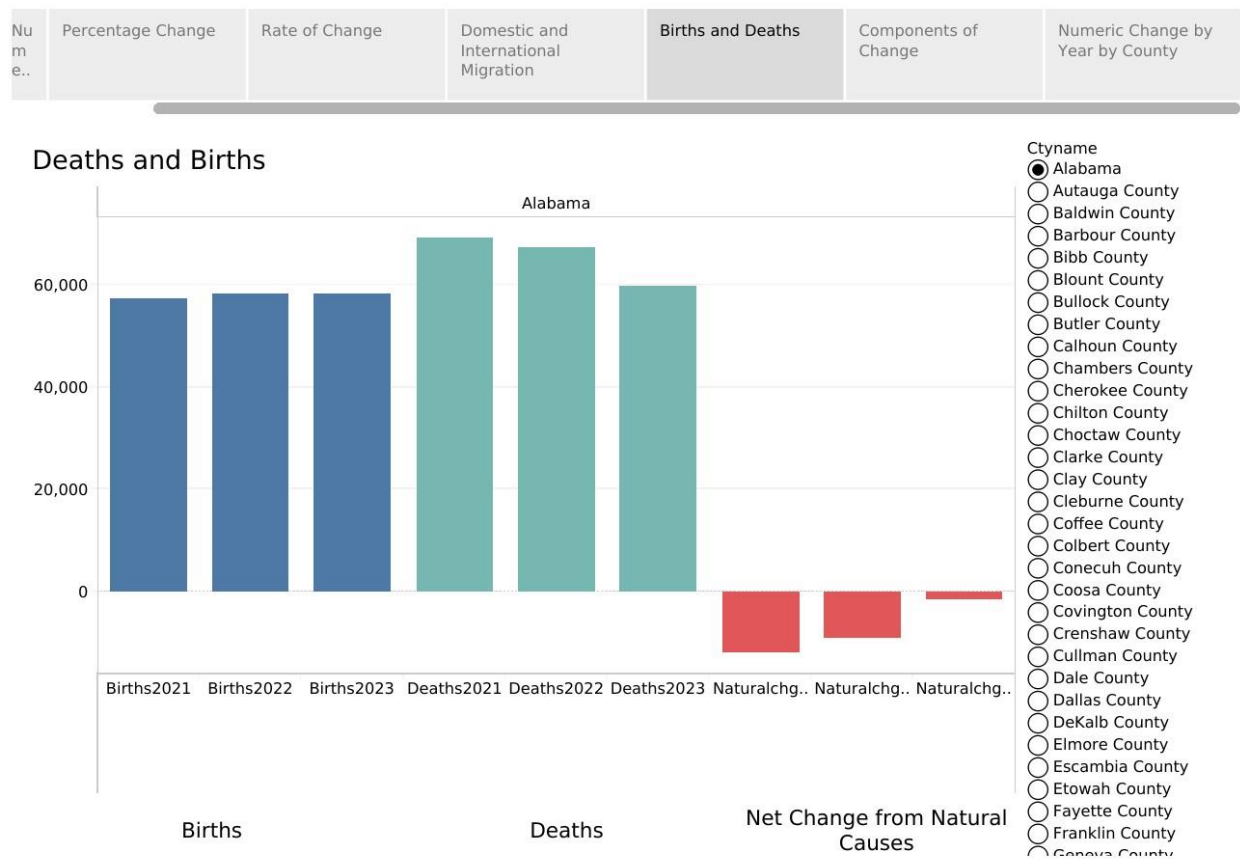 Nu
m
e..
Percentage Change
Rate of Change
Domestic and
International
Migration
Births and Deaths
Components of
Change
Numeric Change by
Year by County
Deaths and Births
Alabama
60,000
40,000
20,000
0
Births2021 Births2022 Births2023 Deaths2021 Deaths2022 Deaths2023 Naturalchg.. Naturalchg.. Naturalchg..
Births
Deaths
Net Change from Natural
Causes
Ctyname
Alabama
Autauga County
Baldwin County
Barbour County
Bibb County
Blount County
Bullock County
Butler County
Calhoun County
Chambers County
Cherokee County
Chilton County
Choctaw County
Clarke County
Clay County
Cleburne County
Coffee County
Colbert County
Conecuh County
Coosa County
Covington County
Crenshaw County
Cullman County
Dale County
Dallas County
DeKalb County
Elmore County
Escambia County
Etowah County
Fayette County
Franklin County
Geneva County